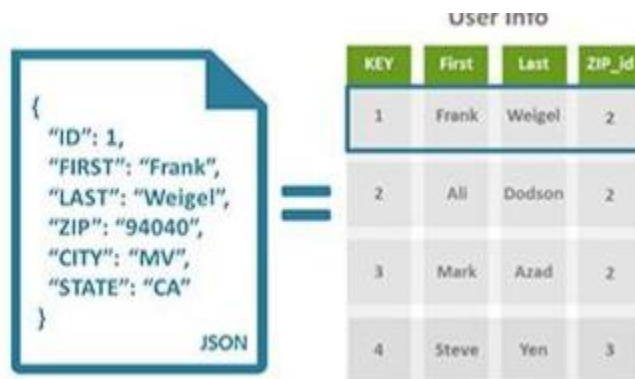 {
"ID": 1,
"FIRST": "Frank",
"LAST": "Weigel",
"ZIP": "94040",
"CITY": "MV",
"STATE": "CA"
}
JSON
=
User Info
KEY First Last ZIP_id
1 Frank Weigel 2
2 Ali Dodson 2
3 Mark Azad 2
4 Steve Yen 3